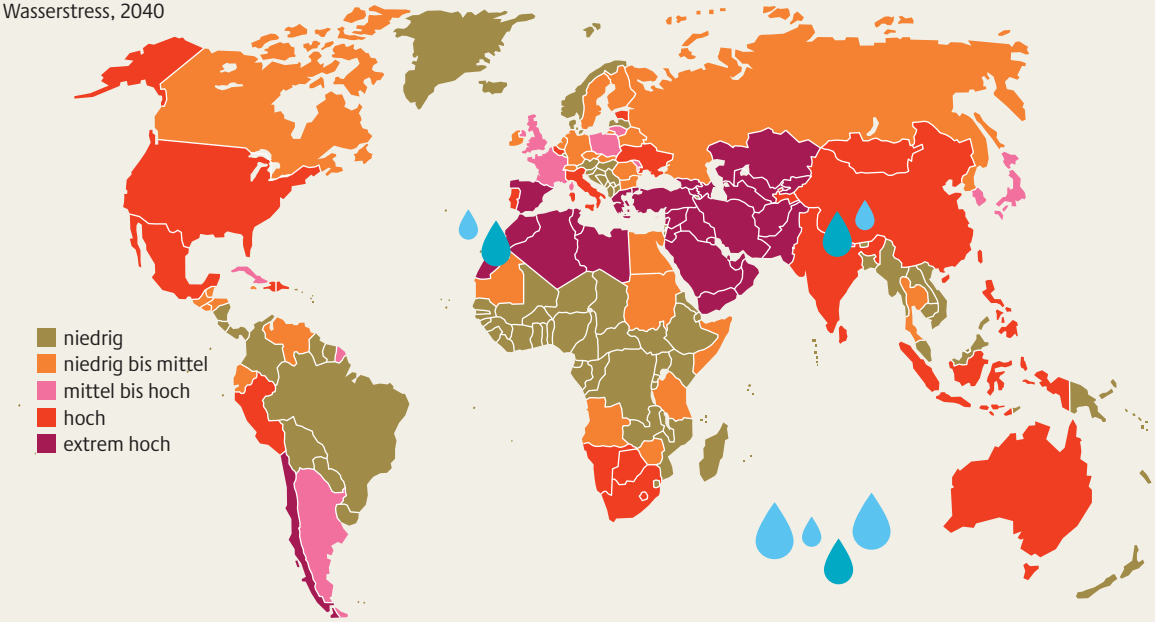 Wasserstress, 2040
niedrig
niedrig bis mittel
mittel bis hoch
hoch
extrem hoch